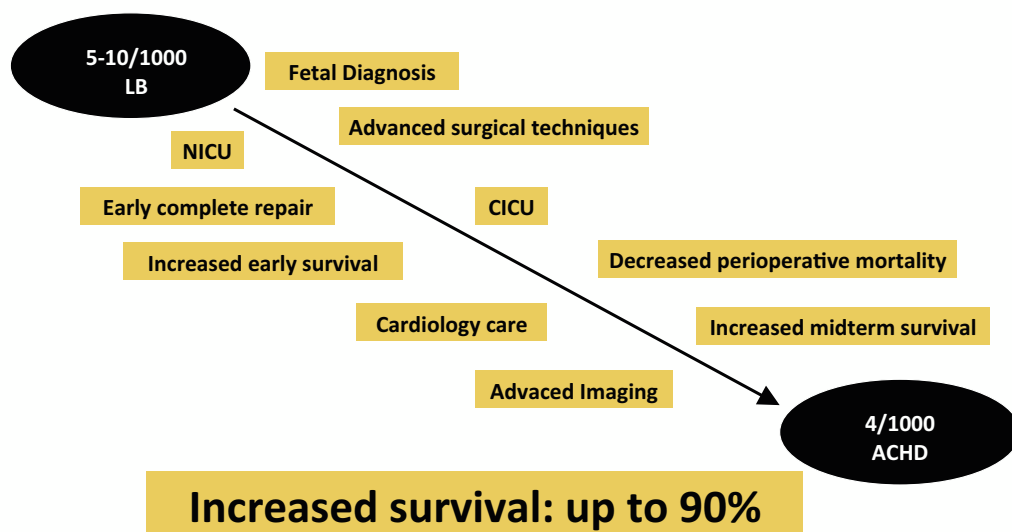 5-10/1000
LB
Fetal Diagnosis
Advanced surgical techniques
NICU
Early complete repair
CICU
Increased early survival
Decreased perioperative mortality
Cardiology care
Increased midterm survival
Advaced Imaging
4/1000
ACHD
Increased survival: up to 90%